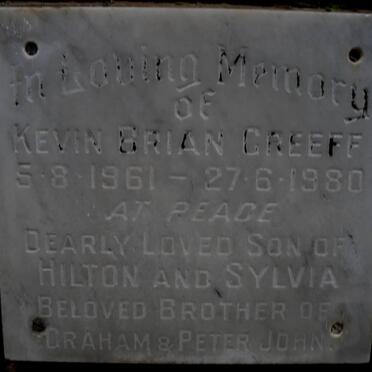 In Loving Memory
OF
KEVIN BRIAN GREEFF
5·8·1961 – 27·6·1980
AT PEACE
DEARLY LOVED SON OF
HILTON AND SYLVIA
BELOVED BROTHER OF
GRAHAM & PETER JOHN.